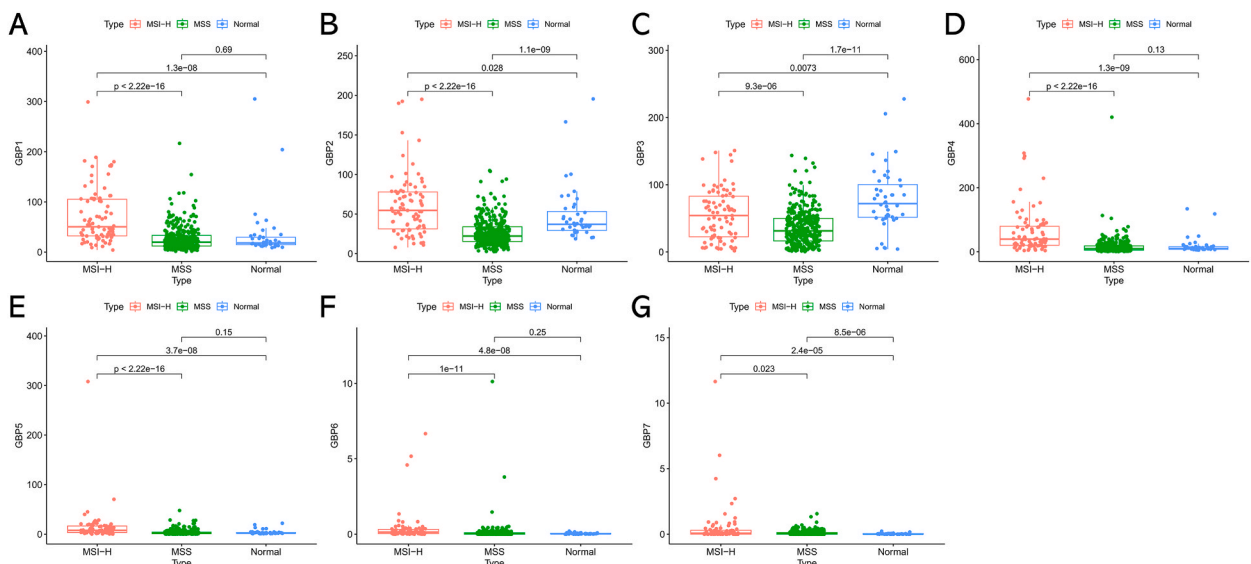 A
Type MSI-H MSS Normal
400
300
200
100
0
GBP1
0.69
1.3e-08
p < 2.22e-16
MSI-H MSS Normal
Type
B
Type MSI-H MSS Normal
250
200
150
100
50
0
GBP2
1.1e-09
0.028
p < 2.22e-16
MSI-H MSS Normal
Type
C
Type MSI-H MSS Normal
300
200
100
0
GBP3
1.7e-11
0.0073
9.3e-06
MSI-H MSS Normal
Type
D
Type MSI-H MSS Normal
600
400
200
0
GBP4
0.13
1.3e-09
p < 2.22e-16
MSI-H MSS Normal
Type
E
Type MSI-H MSS Normal
400
300
200
100
0
GBP5
0.15
3.7e-08
p < 2.22e-16
MSI-H MSS Normal
Type
F
Type MSI-H MSS Normal
10
5
0
GBP6
0.25
4.8e-08
1e-11
MSI-H MSS Normal
Type
G
Type MSI-H MSS Normal
15
10
5
0
GBP7
8.5e-06
2.4e-05
0.023
MSI-H MSS Normal
Type